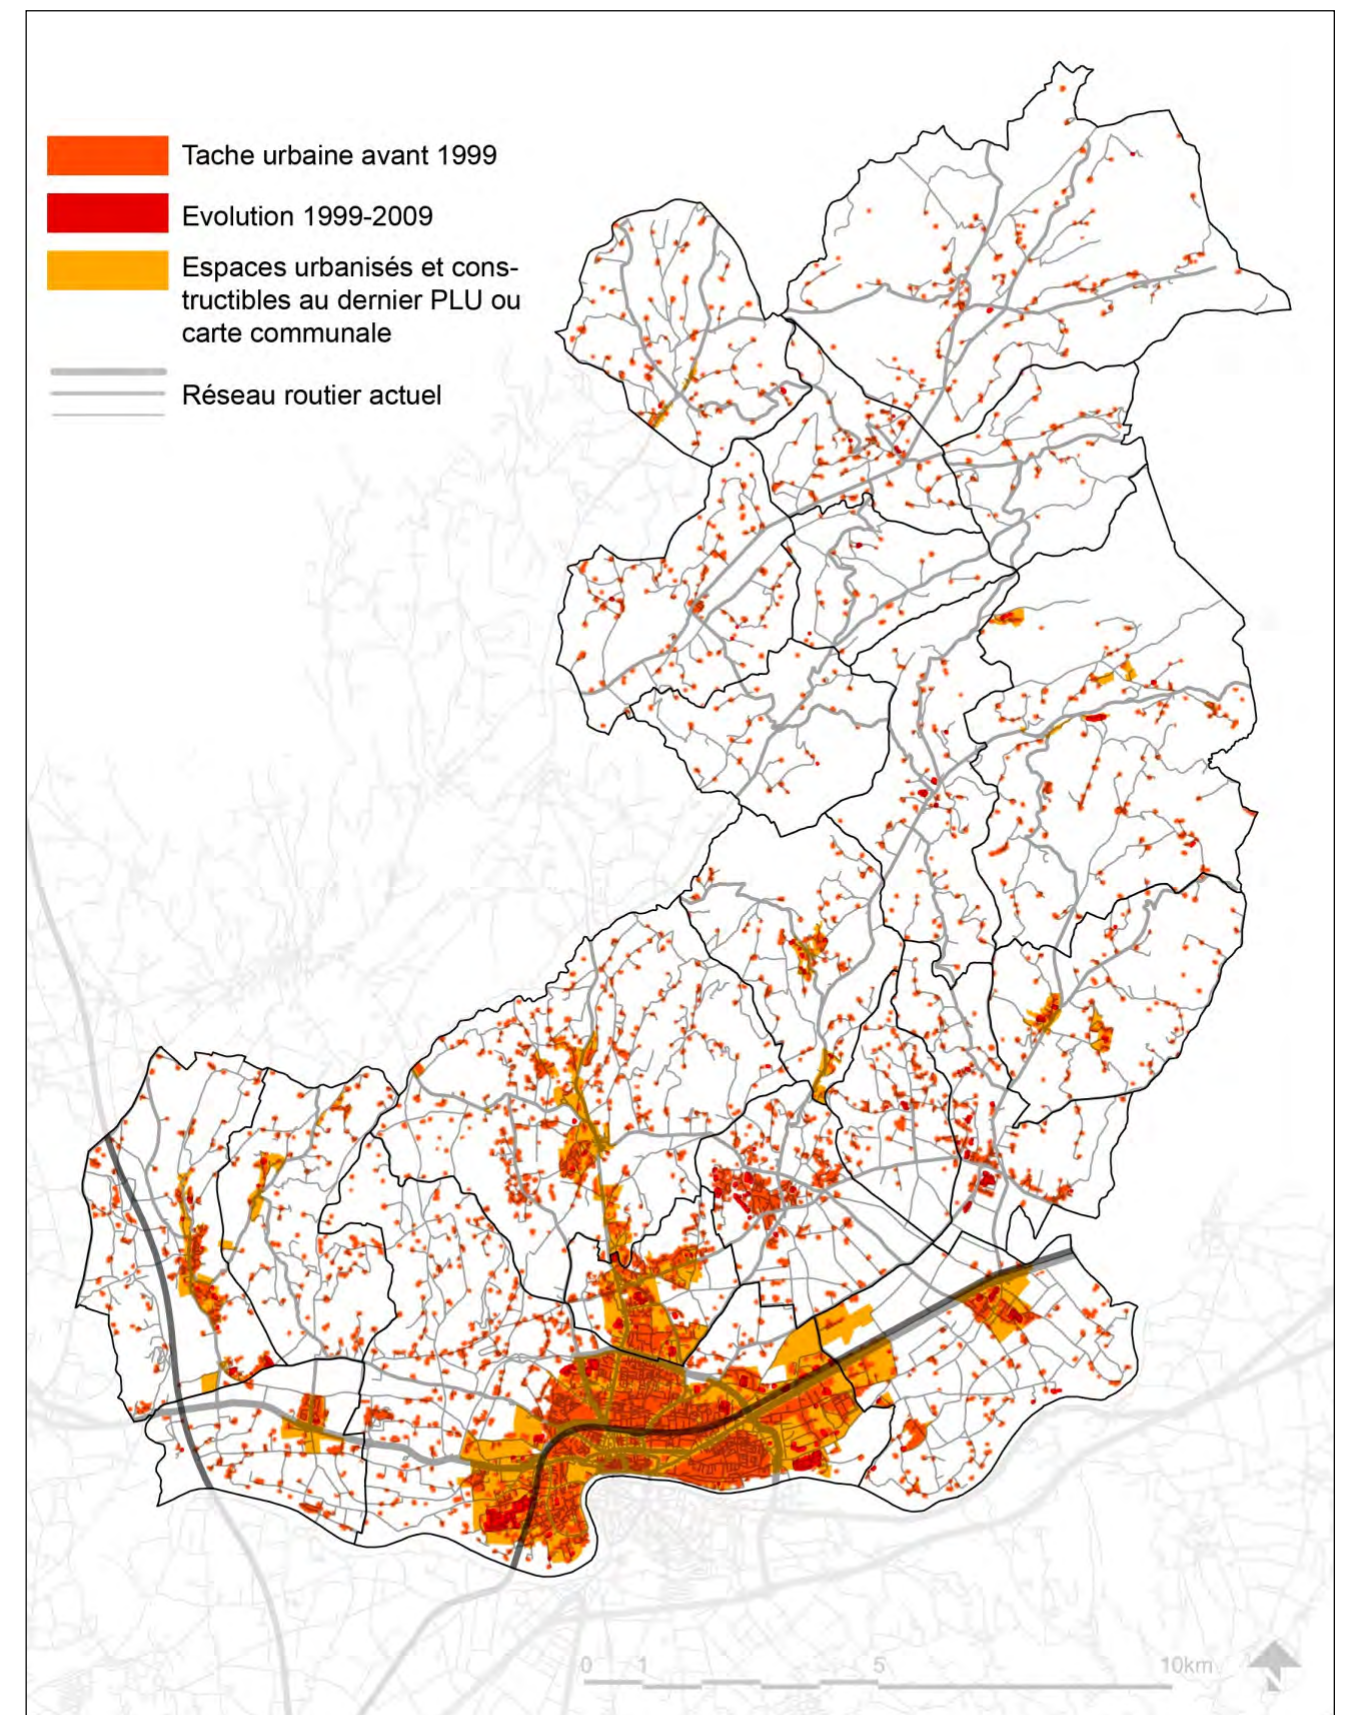 Tache urbaine avant 1999
Evolution 1999-2009
Espaces urbanisés et cons-
tructibles au dernier PLU ou
carte communale
Réseau routier actuel
0 1 5 10km